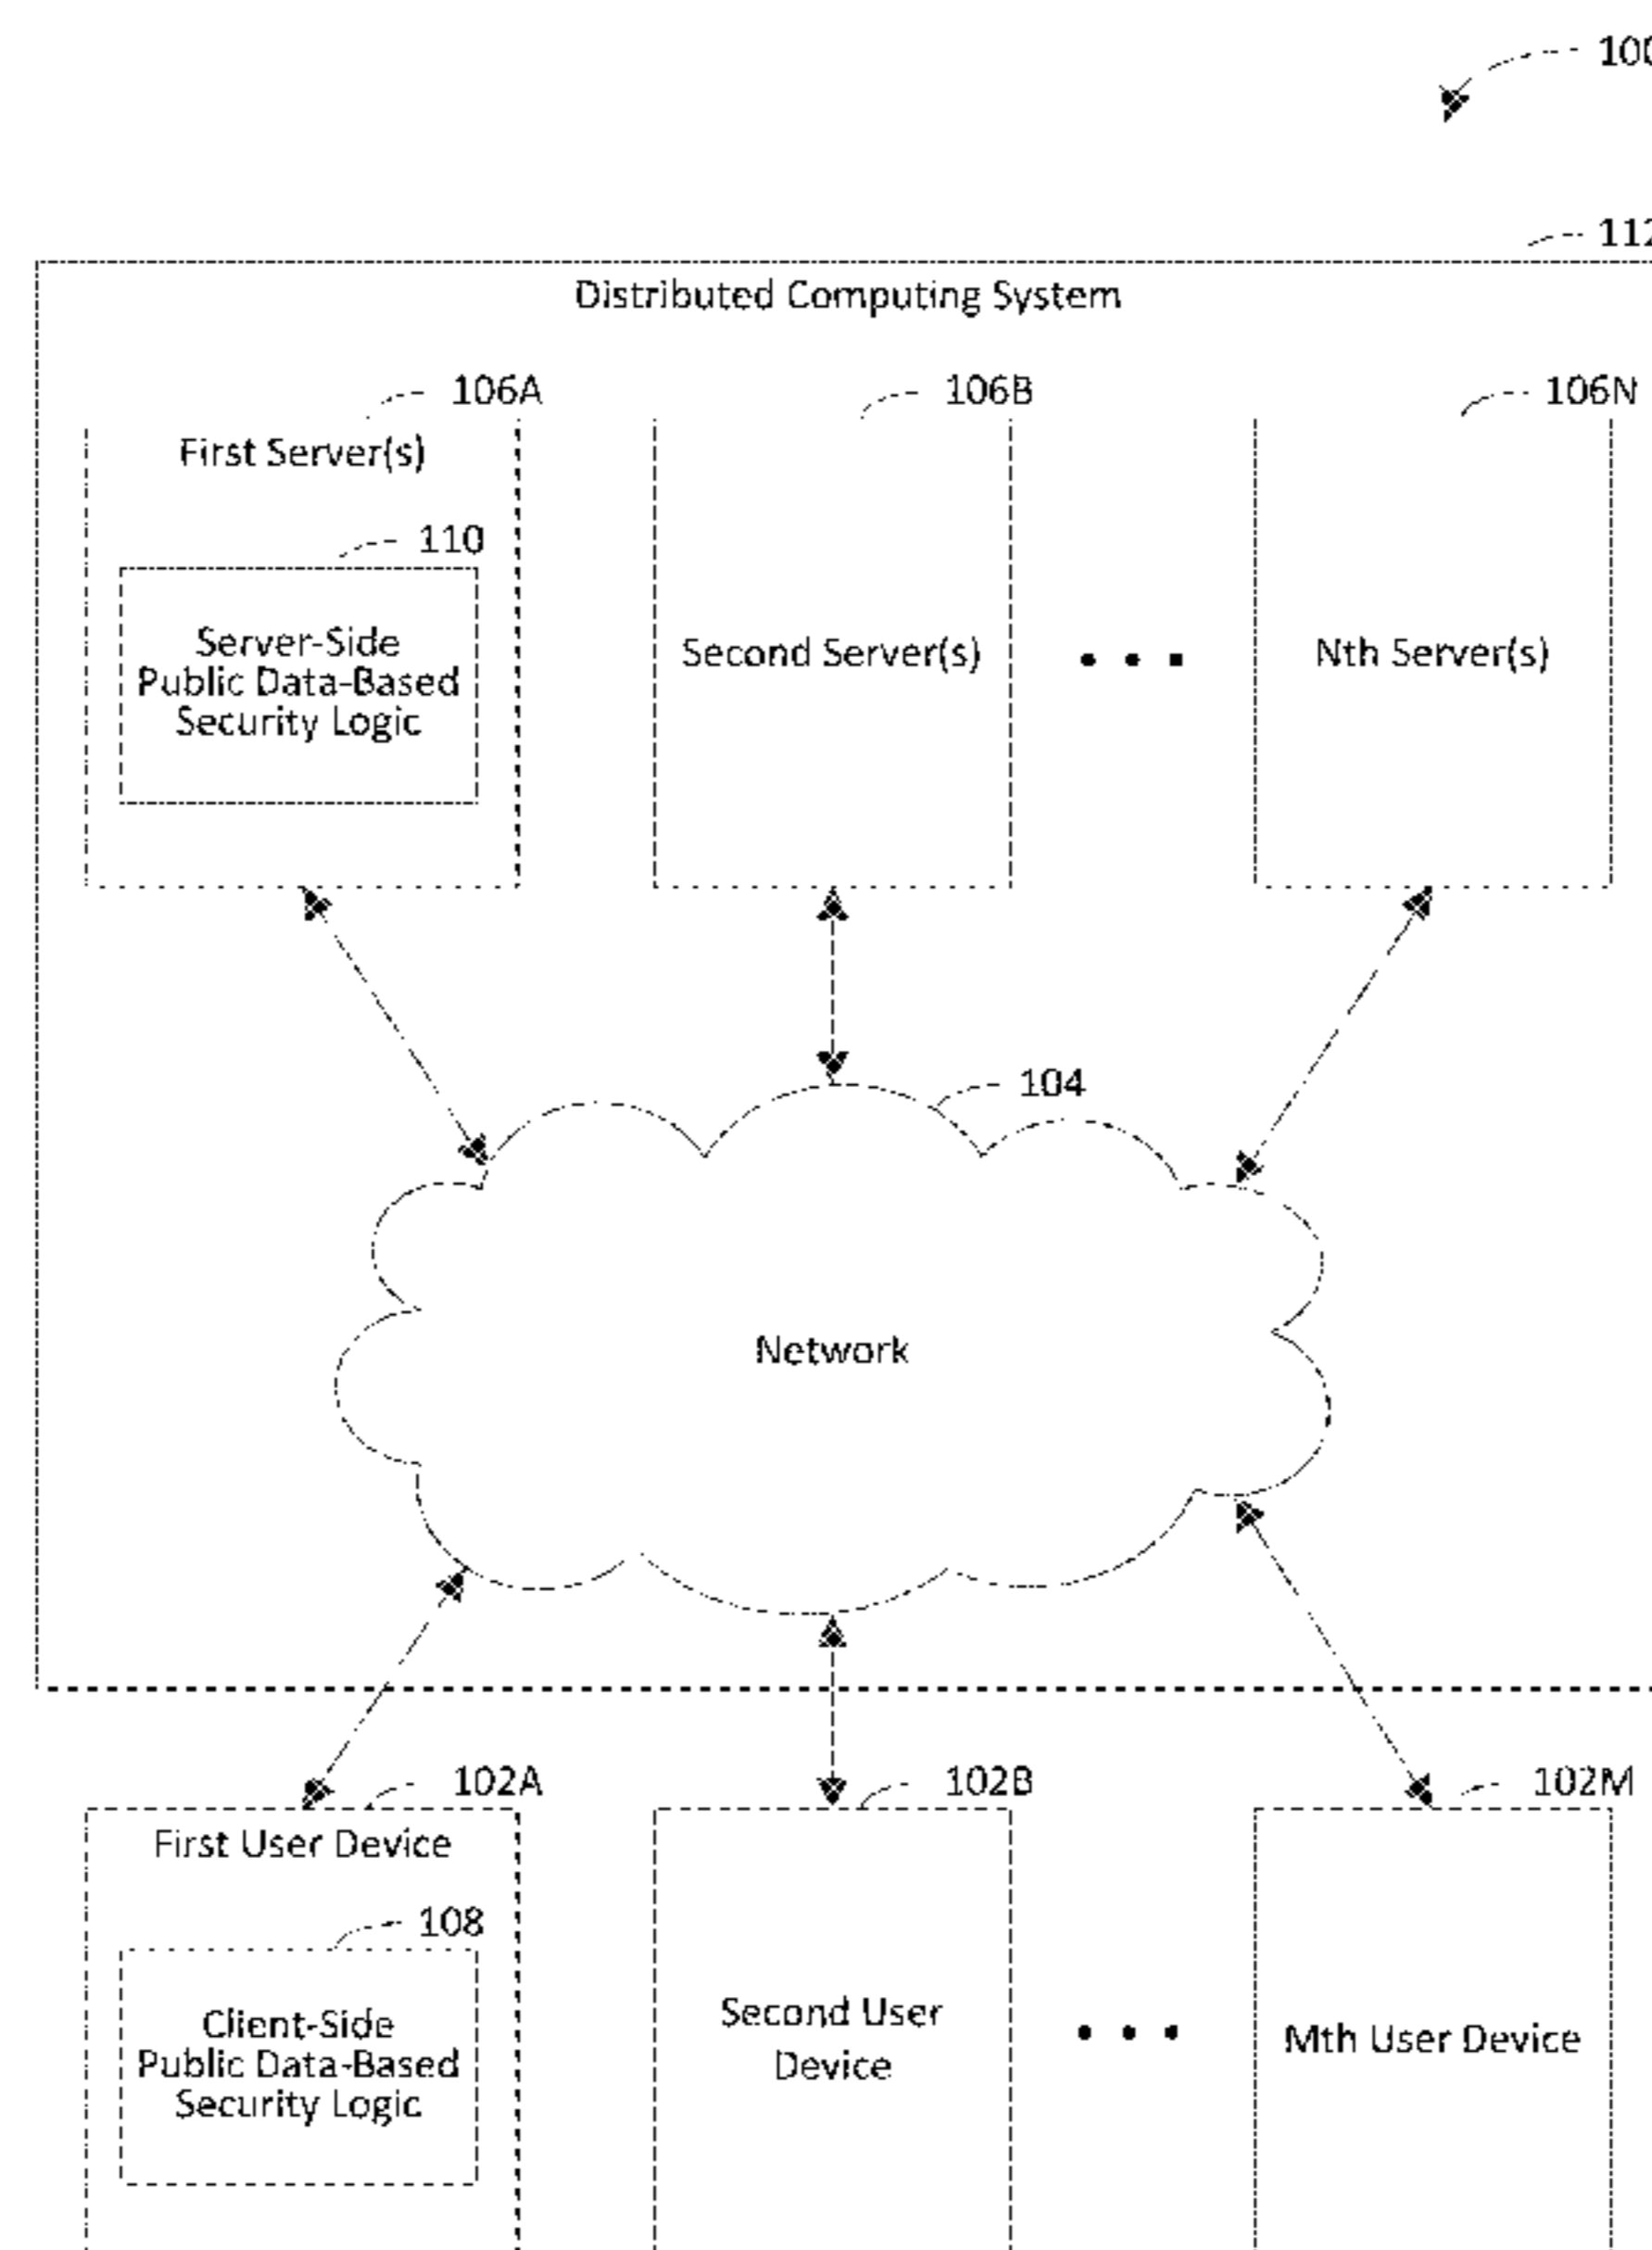 100
112
Distributed Computing System
106A
106B
106N
First Server(s)
110
Server-Side
Public Data-Based
Security Logic
Second Server(s)
Nth Server(s)
104
Network
102A
102B
102M
First User Device
108
Client-Side
Public Data-Based
Security Logic
Second User
Device
Mth User Device